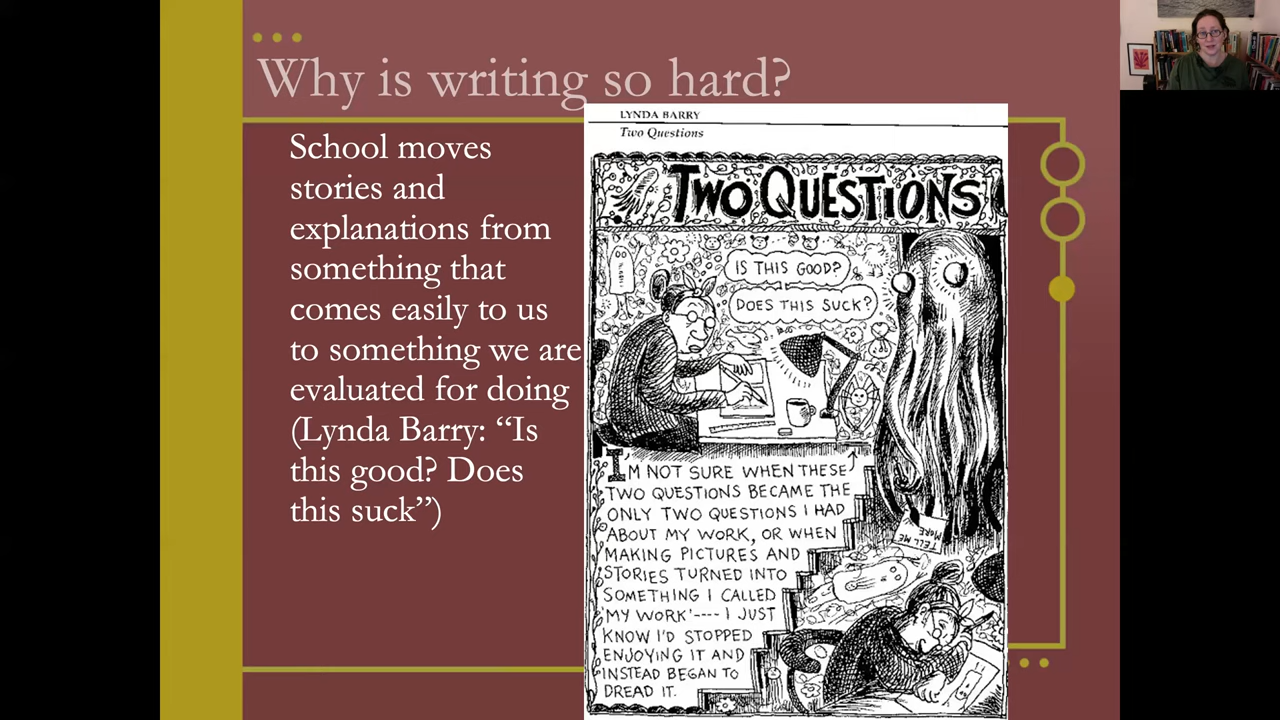 Why is writing so hard?
School moves
stories and
explanations from
something that
comes easily to us
to something we are
evaluated for doing
(Lynda Barry: “Is
this good? Does
this suck”)
LYNDA BARRY
Two Questions
TWO QUESTIONS
IS THIS GOOD?
DOES THIS SUCK?
I'M NOT SURE WHEN THESE
TWO QUESTIONS BECAME THE
ONLY TWO QUESTIONS I HAD
ABOUT MY WORK, OR WHEN
MAKING PICTURES AND
STORIES TURNED INTO
SOMETHING I CALLED
'MY WORK'---- I JUST
KNOW I'D STOPPED
ENJOYING IT AND
INSTEAD BEGAN TO
DREAD IT.
TELL ME
MORE